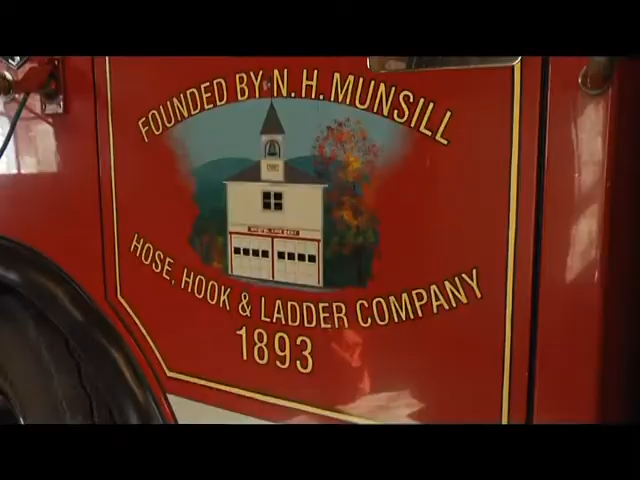 FOUNDED BY N.H. MUNSILL
HOSE, HOOK & LADDER COMPANY
1893